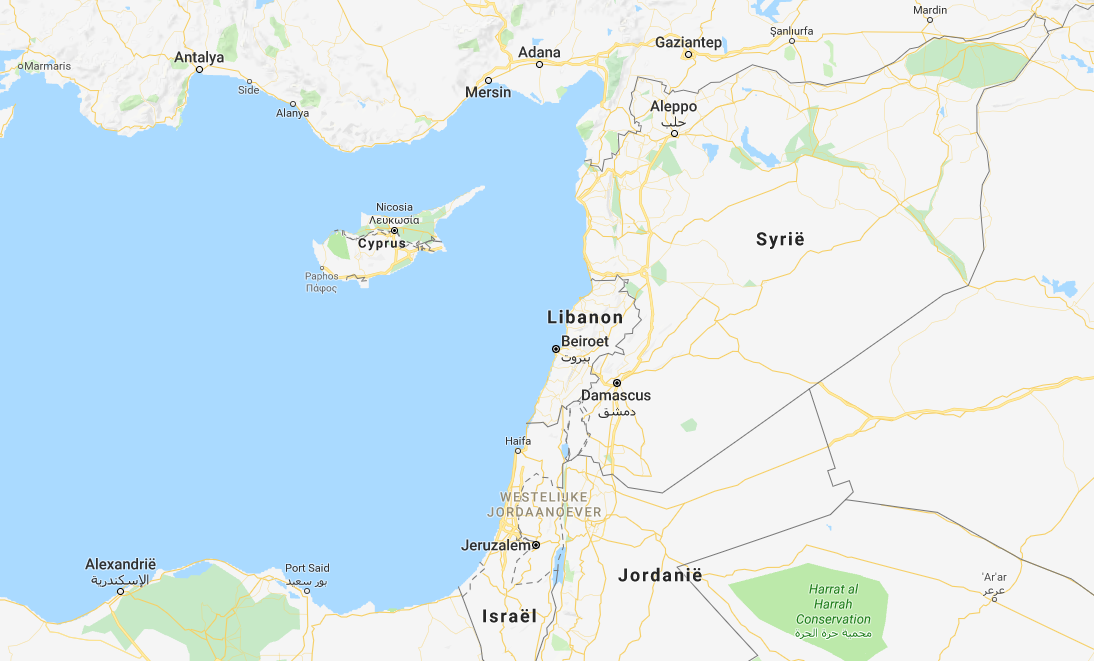 Mardin
Şanlıurfa
Gaziantep
Adana
Antalya
Marmaris
Side
Mersin
Alanya
Aleppo
حلب
Nicosia
Λευκωσία
Cyprus
Syrië
Paphos
Πάφος
Libanon
Beiroet
بيروت
Damascus
دمشق
Haifa
WESTELIJKE
JORDAANOEVER
Jeruzalem
Alexandrië
الإسكندرية
Port Said
بور سعيد
Jordanië
'Ar'ar
عرعر
Harrat al
Harrah
Conservation
محمية حرة الحرة
Israël